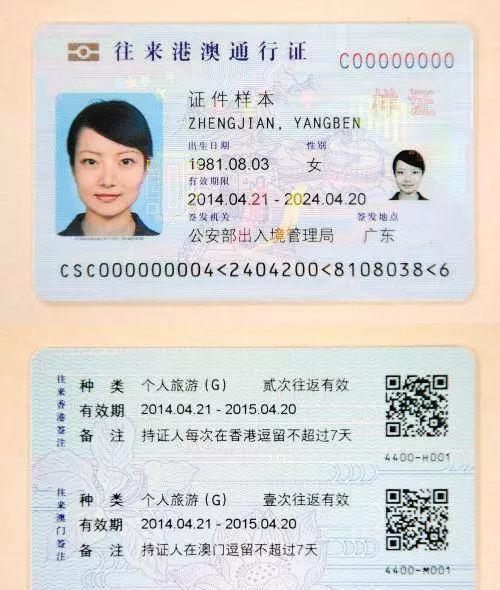 往来港澳通行证
C00000000
样证
证件样本
ZHENGJIAN, YANGBEN
出生日期 性别
1981.08.03 女
有效期限
2014.04.21 - 2024.04.20
签发机关 签发地点
公安部出入境管理局 广东
CSC000000004<2404200<8108038<6
往来香港签注
种 类 个人旅游(G) 贰次往返有效
有效期 2014.04.21 - 2015.04.20
备 注 持证人每次在香港逗留不超过7天
4400-H001
往来澳门签注
种 类 个人旅游(G) 壹次往返有效
有效期 2014.04.21 - 2015.04.20
备 注 持证人在澳门逗留不超过7天
4400-M001